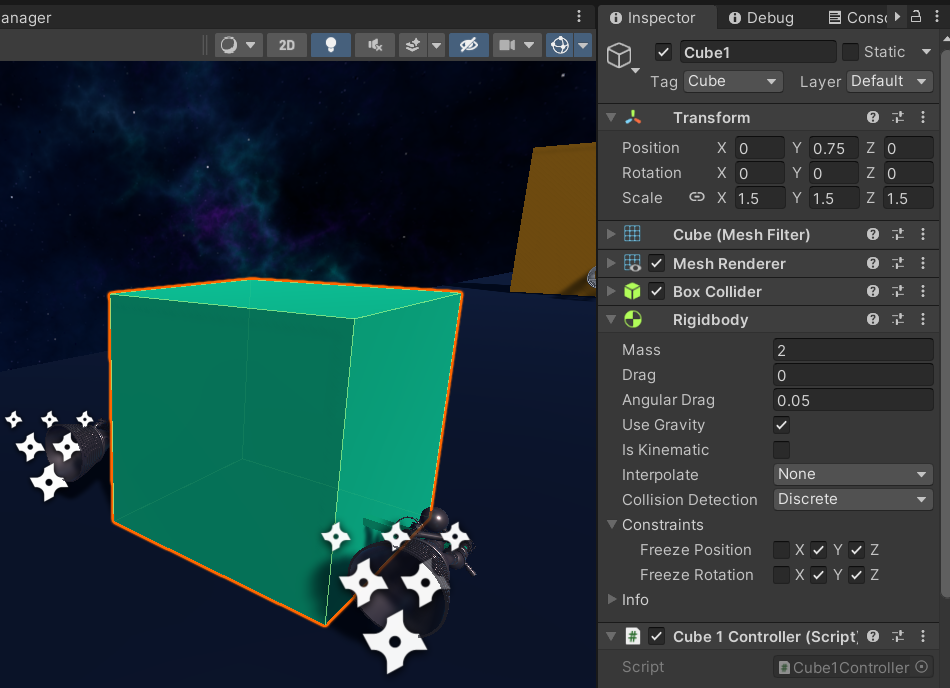 anager
Inspector
Debug
Conso
2D
Cube1
Static
Tag Cube Layer Default
Transform
Position X 0 Y 0.75 Z 0
Rotation X 0 Y 0 Z 0
Scale X 1.5 Y 1.5 Z 1.5
Cube (Mesh Filter)
Mesh Renderer
Box Collider
Rigidbody
Mass 2
Drag 0
Angular Drag 0.05
Use Gravity
Is Kinematic
Interpolate None
Collision Detection Discrete
Constraints
Freeze Position X Y Z
Freeze Rotation X Y Z
Info
# Cube 1 Controller (Script)
Script # Cube1Controller